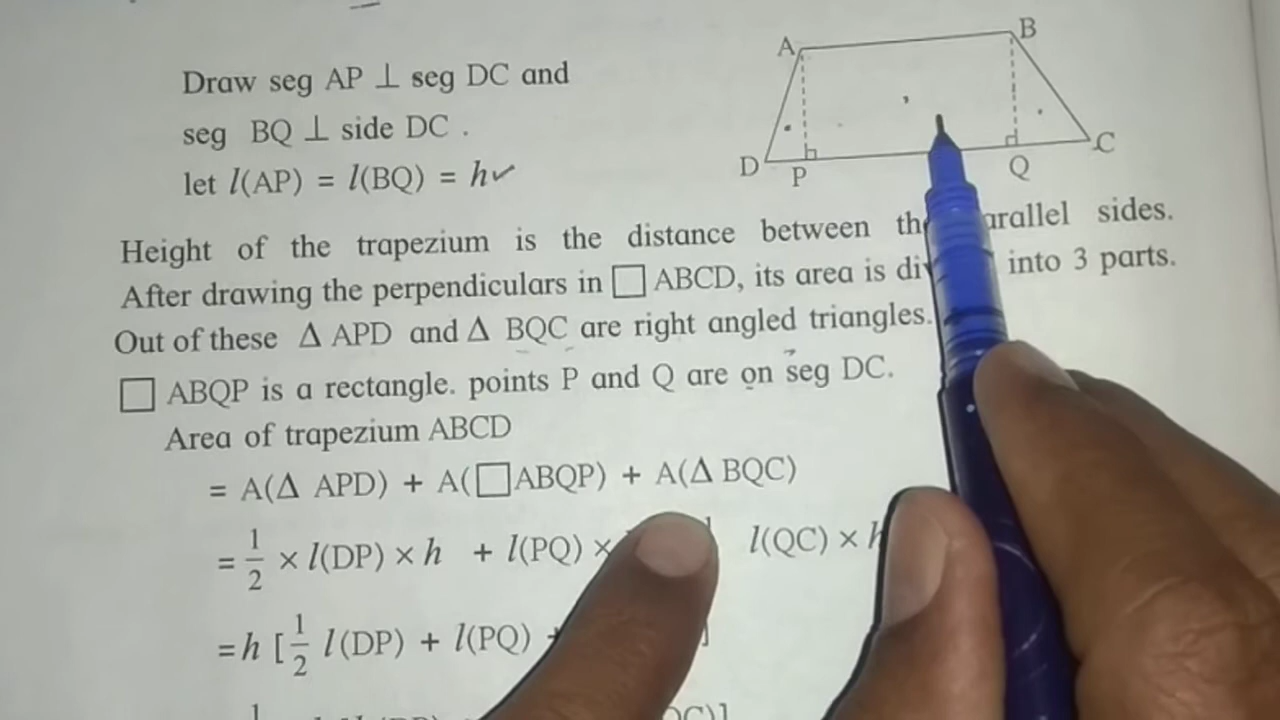 A
B
Draw seg AP ⊥ seg DC and
seg BQ ⊥ side DC .
D
P
Q
C
let l(AP) = l(BQ) = h✓
Height of the trapezium is the distance between sides.
After drawing the perpendiculars in □ ABCD, its area is into 3 parts.
Out of these Δ APD and Δ BQC are right angled triangles.
□ ABQP is a rectangle. points P and Q are on seg DC.
Area of trapezium ABCD
= A(Δ APD) + A(□ABQP) + A(Δ BQC)
= 1/2 × l(DP) × h + l(PQ) × l(QC) × h
= h [ 1/2 l(DP) + l(PQ)